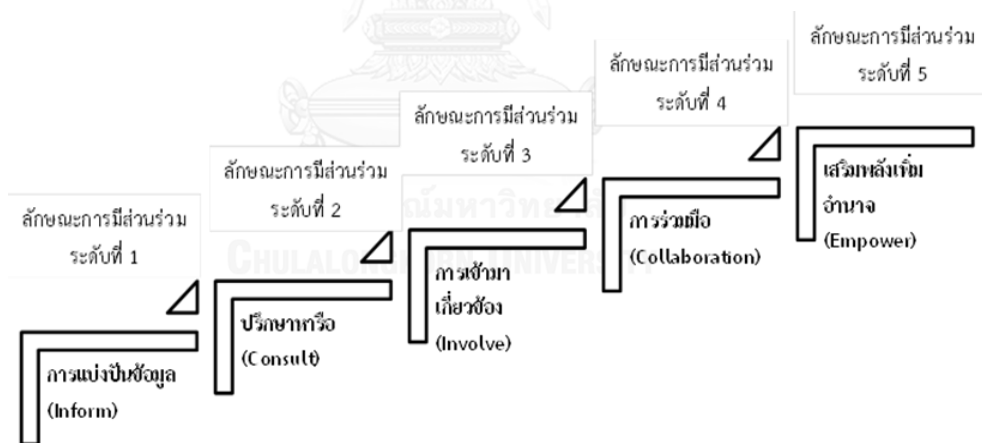 ลักษณะการมีส่วนร่วม
ระดับที่ 1
การแบ่งปันข้อมูล
(Inform)
ลักษณะการมีส่วนร่วม
ระดับที่ 2
ปรึกษาหารือ
(Consult)
ลักษณะการมีส่วนร่วม
ระดับที่ 3
การเข้ามา
เกี่ยวข้อง
(Involve)
ลักษณะการมีส่วนร่วม
ระดับที่ 4
การร่วมมือ
(Collaboration)
ลักษณะการมีส่วนร่วม
ระดับที่ 5
เสริมพลังเพิ่ม
อำนาจ
(Empower)
CHULALONGKORN UNIVERSITY